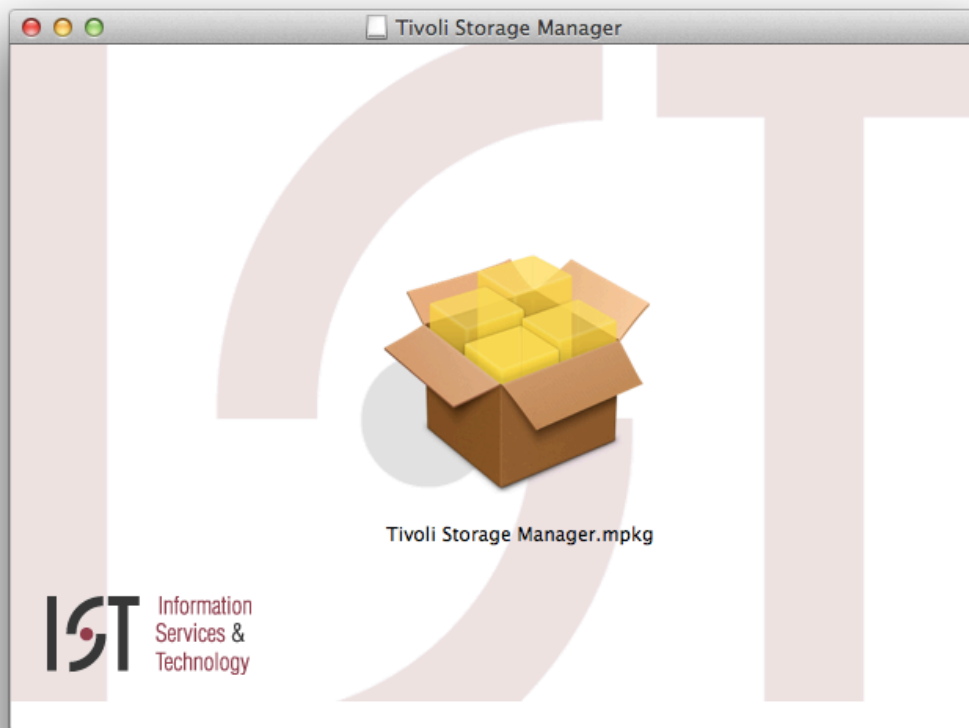 Tivoli Storage Manager
Tivoli Storage Manager.mpkg
IST
Information
Services &
Technology